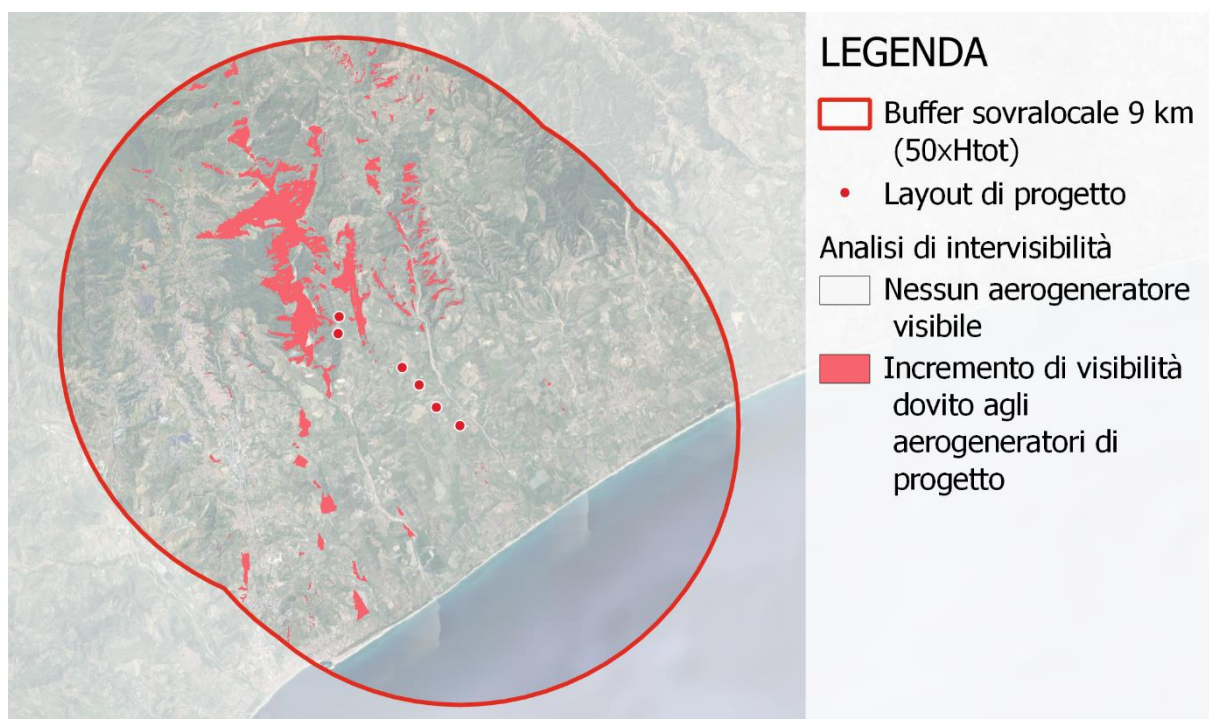 LEGENDA
Buffer sovralocale 9 km
(50xHtot)
Layout di progetto
Analisi di intervisibilità
Nessun aerogeneratore
visibile
Incremento di visibilità
dovito agli
aerogeneratori di
progetto